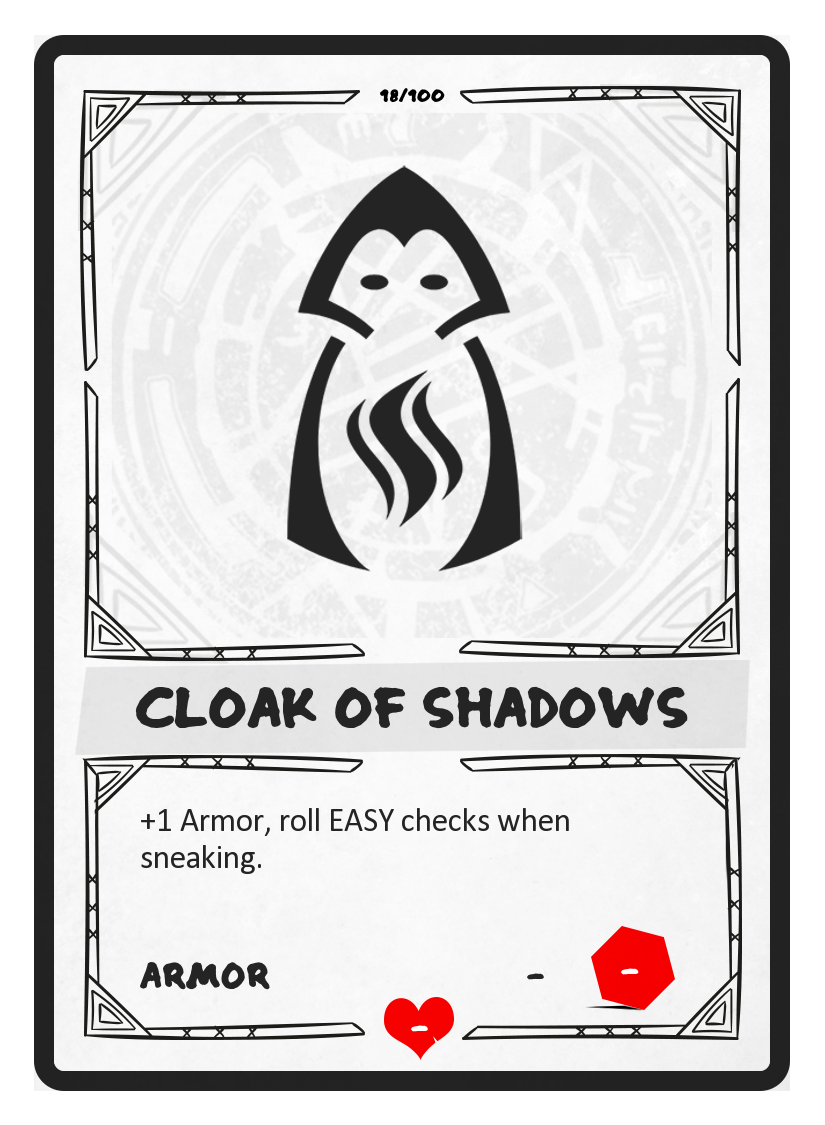 18/100
CLOAK OF SHADOWS
+1 Armor, roll EASY checks when
sneaking.
ARMOR - -
-